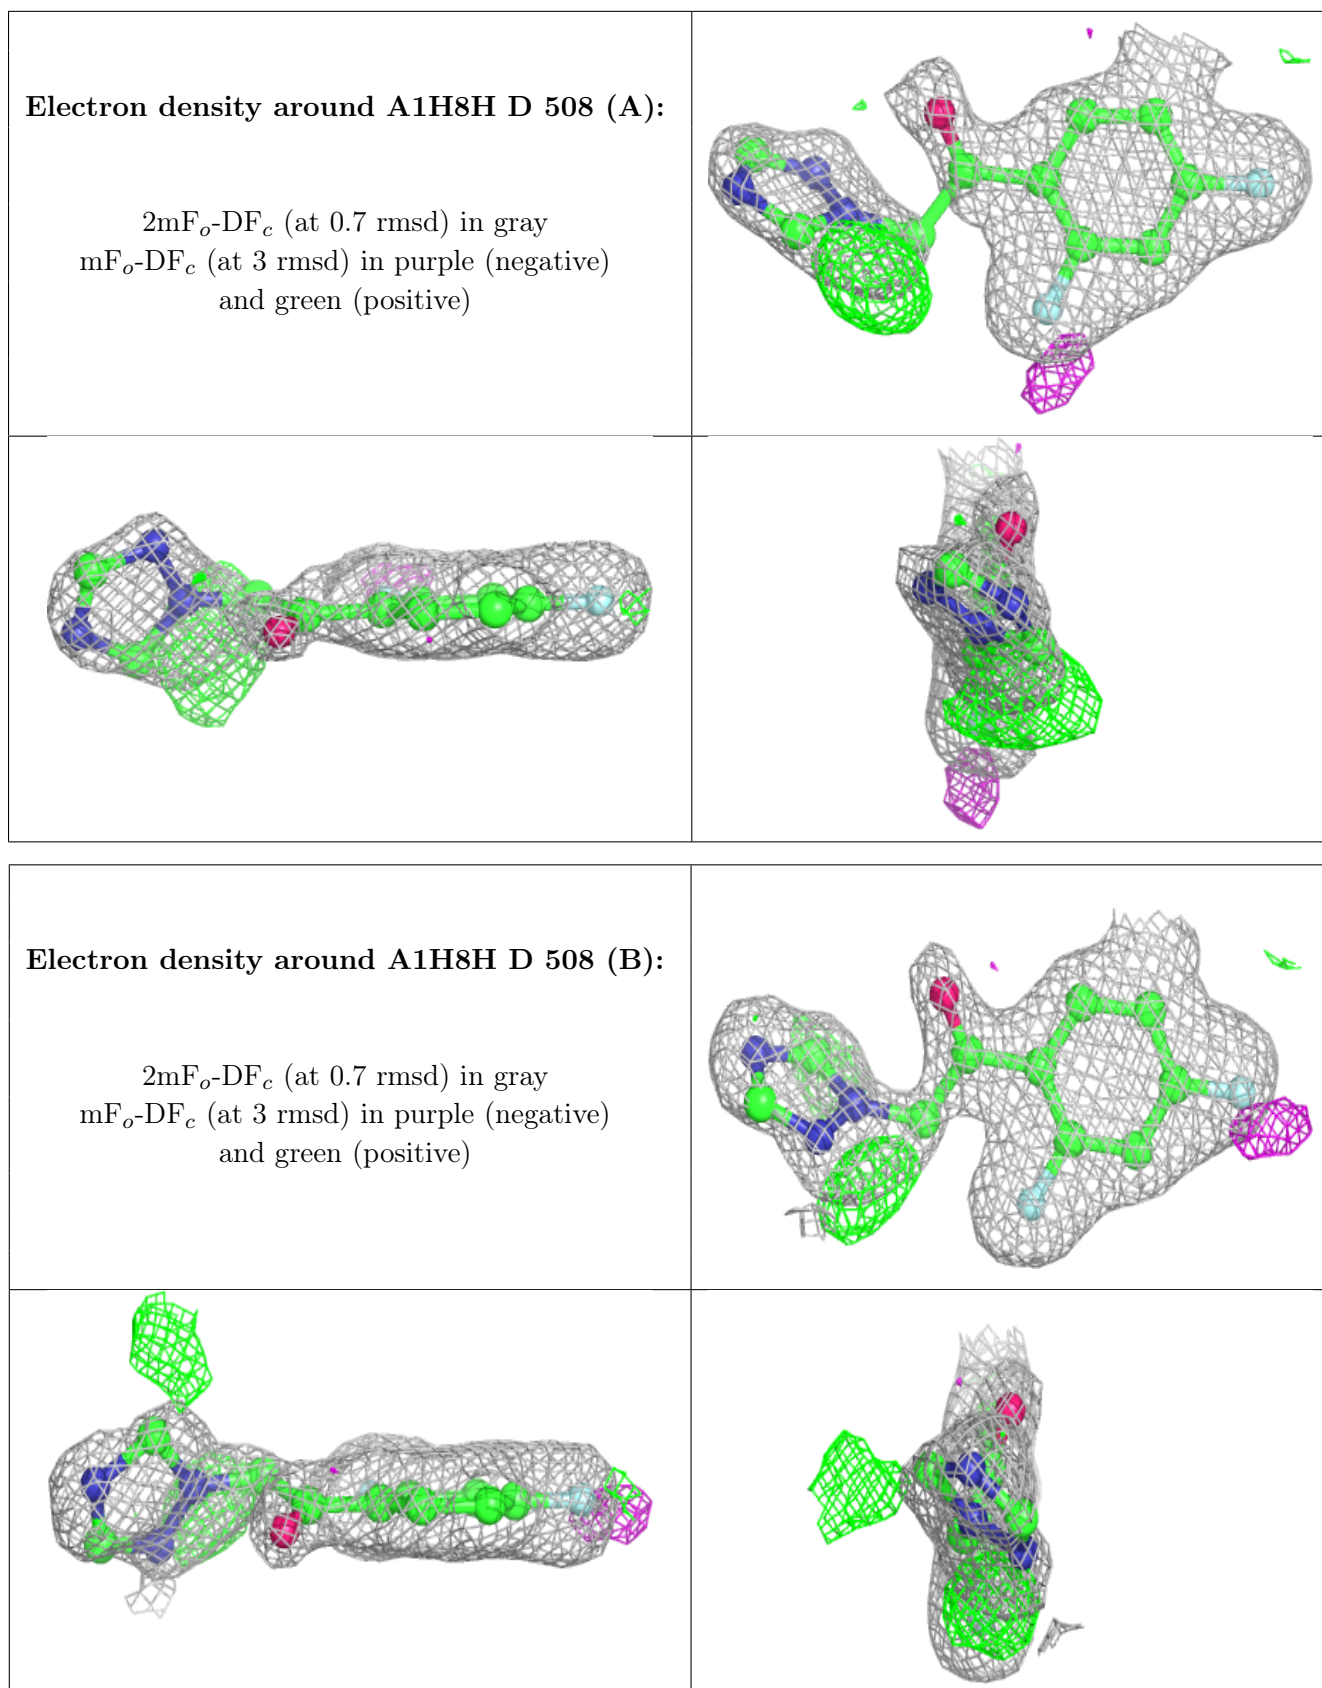 Electron density around A1H8H D 508 (A):
2mFo-DFc (at 0.7 rmsd) in gray
mFo-DFc (at 3 rmsd) in purple (negative)
and green (positive)
Electron density around A1H8H D 508 (B):
2mFo-DFc (at 0.7 rmsd) in gray
mFo-DFc (at 3 rmsd) in purple (negative)
and green (positive)